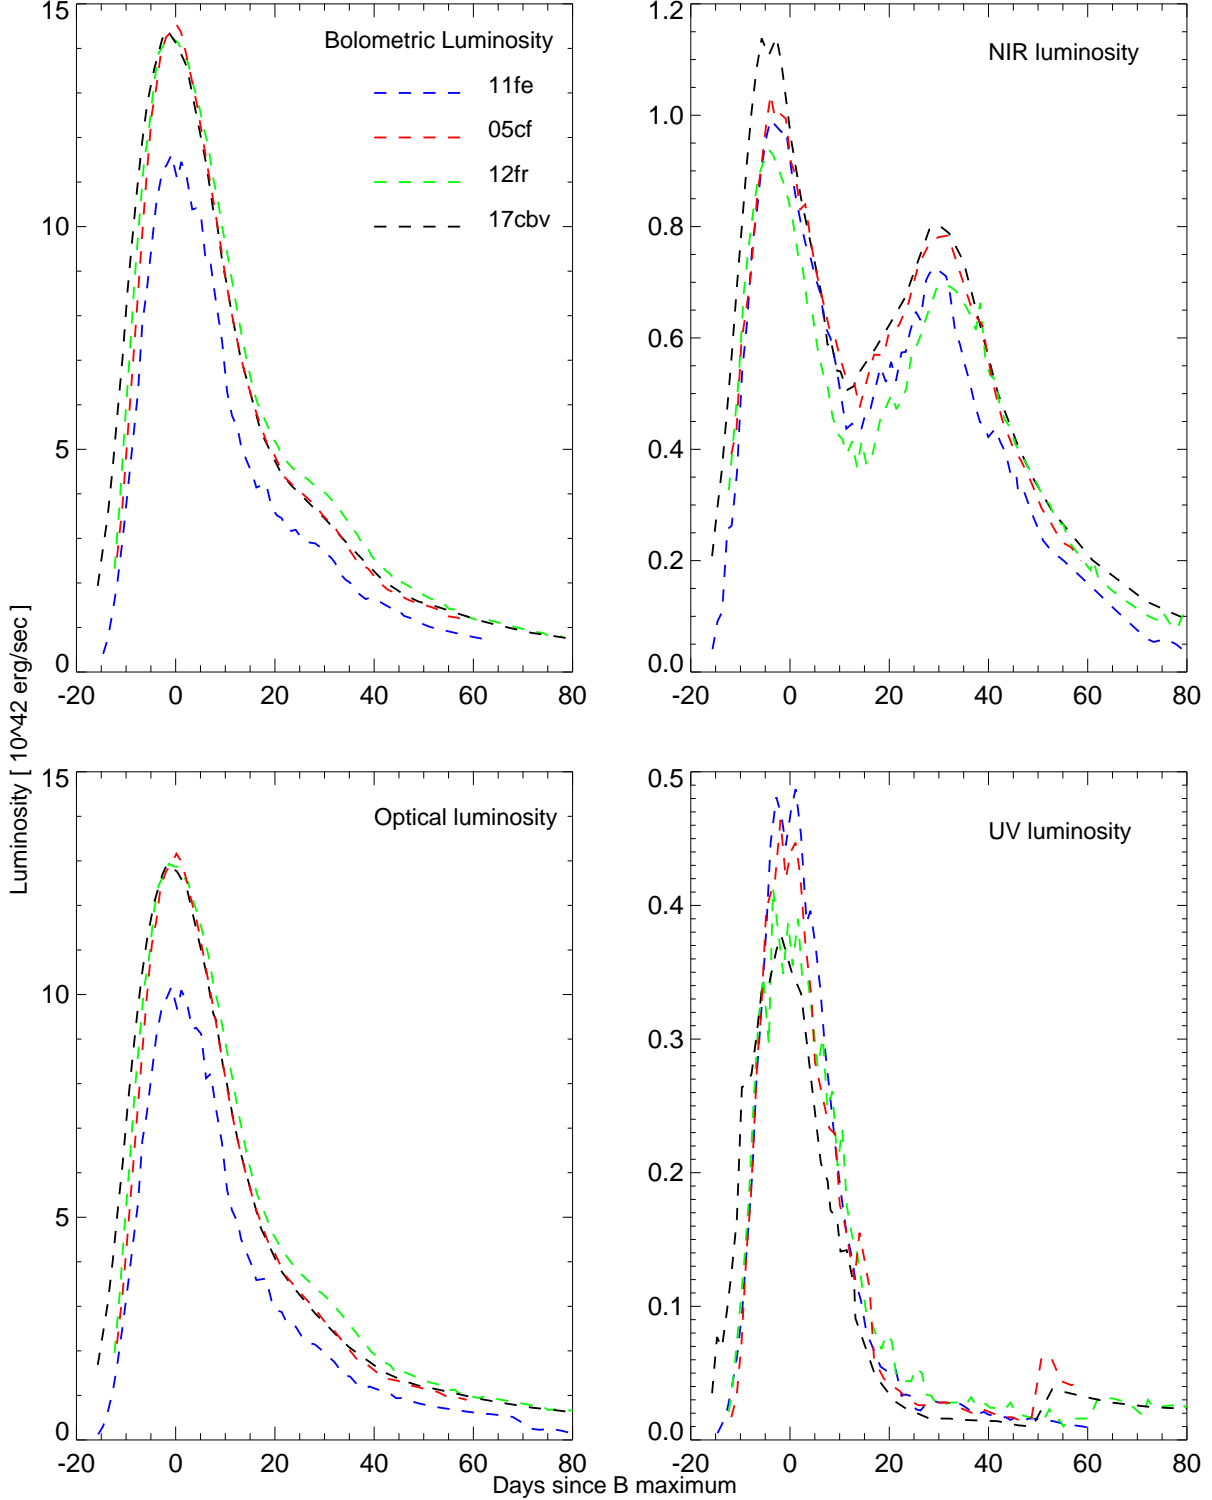 15
10
5
0
-20 0 20 40 60 80
Bolometric Luminosity
11fe
05cf
12fr
17cbv
1.2
1.0
0.8
0.6
0.4
0.2
0.0
-20 0 20 40 60 80
NIR luminosity
Luminosity [ 10^42 erg/sec ]
15
10
5
0
-20 0 20 40 60 80
Optical luminosity
0.5
0.4
0.3
0.2
0.1
0.0
-20 0 20 40 60 80
UV luminosity
Days since B maximum